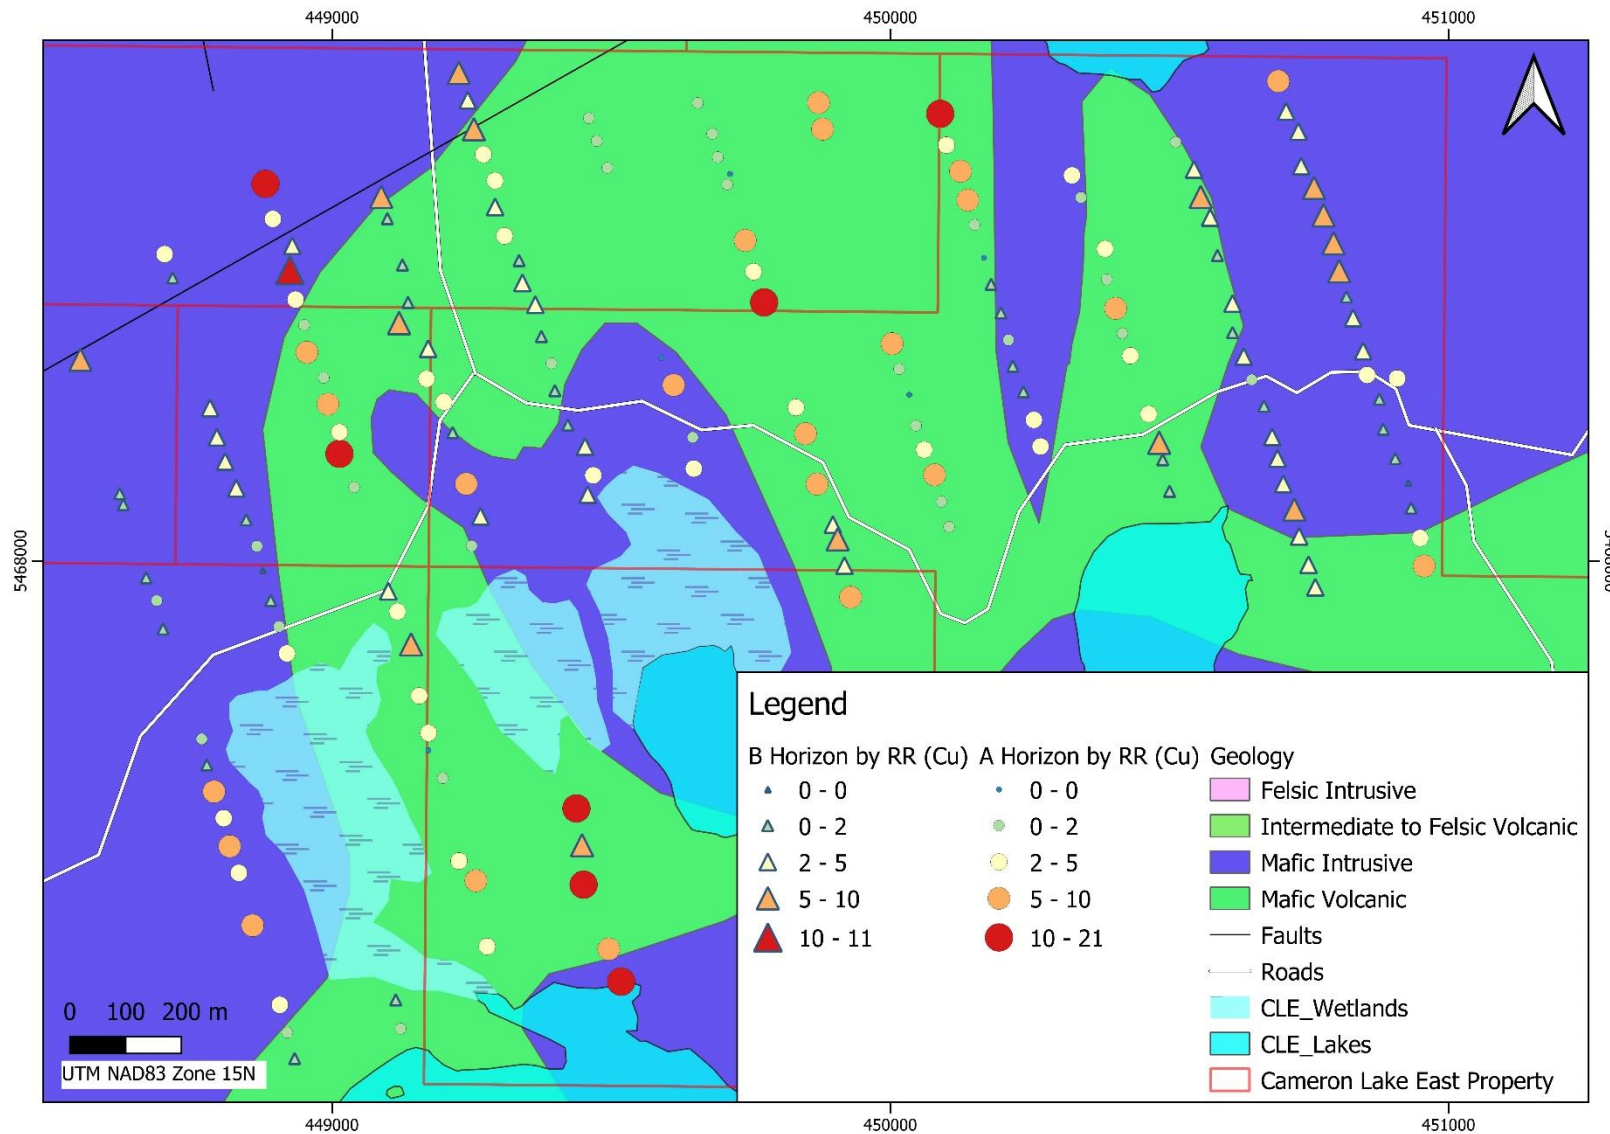 449000
450000
451000
5468000
5468000
Legend
B Horizon by RR (Cu)
0 - 0
0 - 2
2 - 5
5 - 10
10 - 11
A Horizon by RR (Cu)
0 - 0
0 - 2
2 - 5
5 - 10
10 - 21
Geology
Felsic Intrusive
Intermediate to Felsic Volcanic
Mafic Intrusive
Mafic Volcanic
Faults
Roads
CLE_Wetlands
CLE_Lakes
Cameron Lake East Property
0 100 200 m
UTM NAD83 Zone 15N
449000
450000
451000